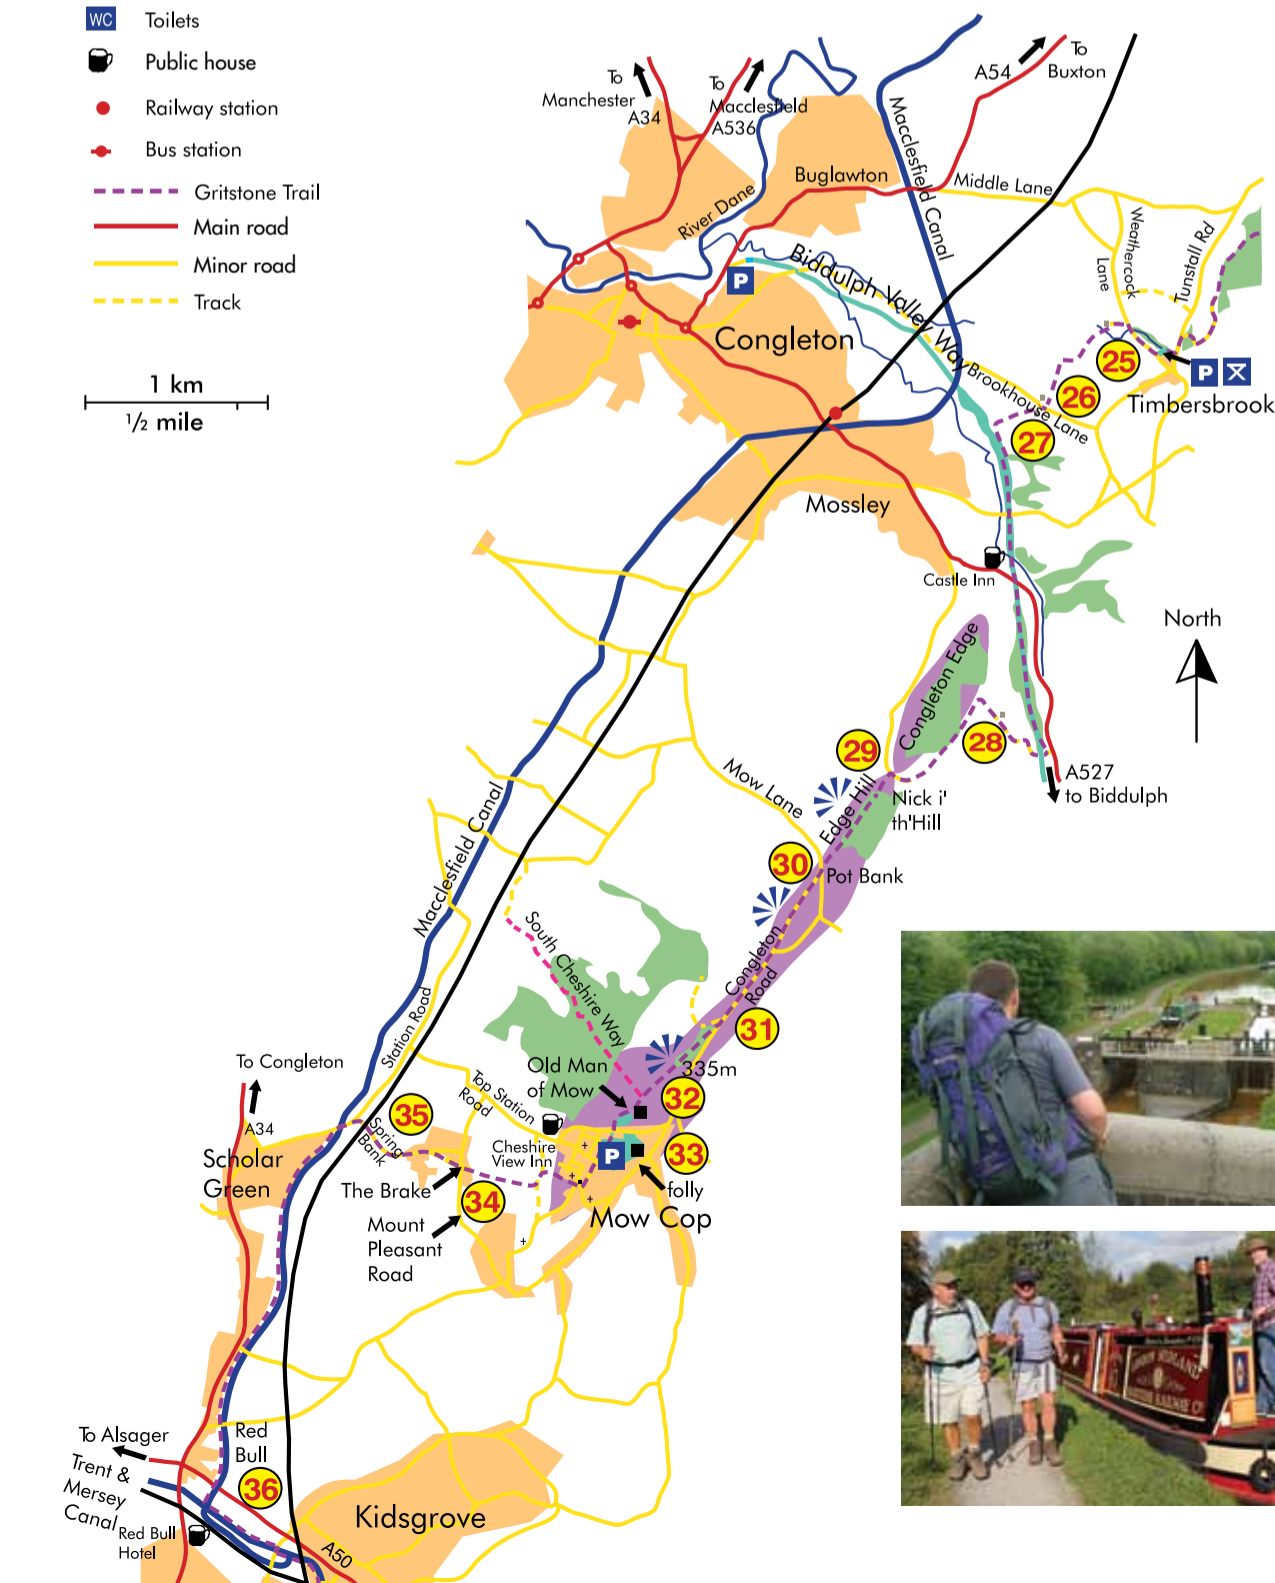 WC Toilets
Public house
Railway station
Bus station
Gritstone Trail
Main road
Minor road
Track
1 km
1/2 mile
To
Manchester
A34
To
Macclesfield
A536
A54
To
Buxton
Macclesfield Canal
Buglawton
Middle Lane
River Dane
Weathercock
Lane
Tunstall Rd
P
Biddulph Valley Way
Congleton
Brookhouse Lane
25
26
27
P
Timbersbrook
Mossley
Castle Inn
North
Congleton Edge
28
29
A527
to Biddulph
Nick i'
th'Hill
Edge Hill
Mow Lane
30
Pot Bank
Macclesfield Canal
South Cheshire Way
Congleton
Road
31
Station Road
335m
Old Man
of Mow
32
To Congleton
A34
Top Station
Road
35
Spring
Bank
Cheshire
View Inn
P
33
folly
Scholar
Green
The Brake
34
Mow Cop
Mount
Pleasant
Road
Red
Bull
36
To Alsager
Trent &
Mersey
Canal
Red Bull
Hotel
Kidsgrove
A50